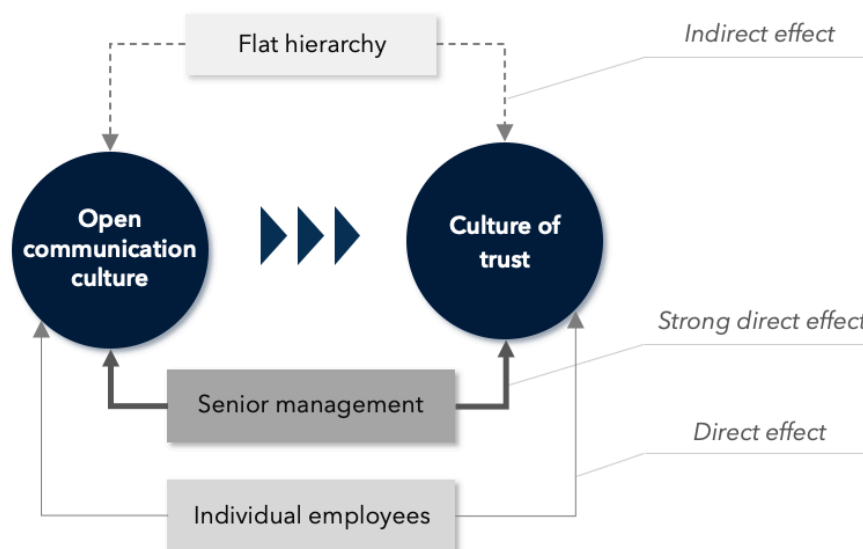 Flat hierarchy
Indirect effect
Open
communication
culture
Culture of
trust
Strong direct effect
Senior management
Direct effect
Individual employees